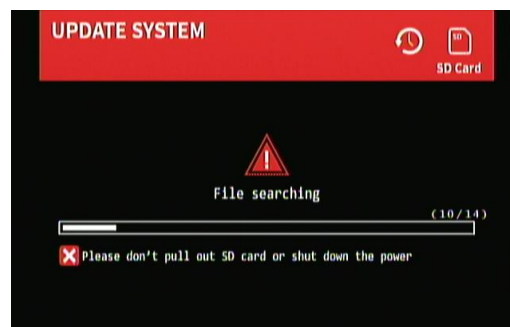 UPDATE SYSTEM
SD
SD Card
File searching
(10/14)
Please don't pull out SD card or shut down the power